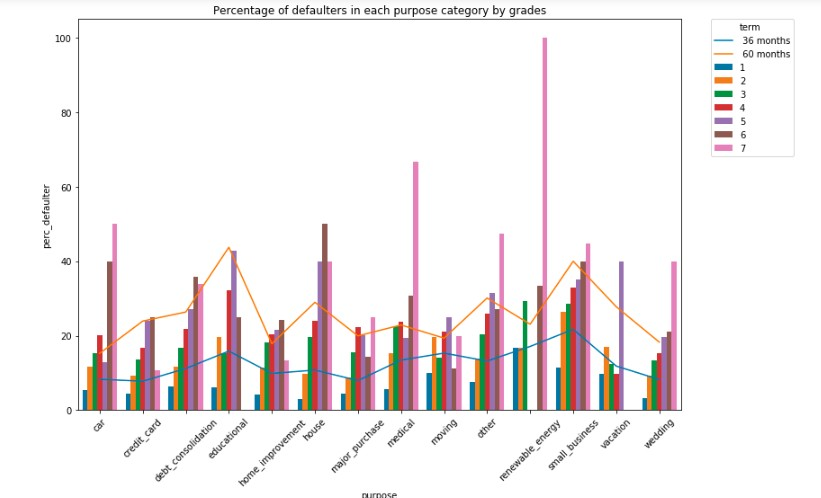 Percentage of defaulters in each purpose category by grades
term
36 months
60 months
1
2
3
4
5
6
7
100
80
60
40
20
0
perc_defaulter
car
credit_card
debt_consolidation
educational
home_improvement
house
major_purchase
medical
moving
other
renewable_energy
small_business
vacation
wedding
purpose